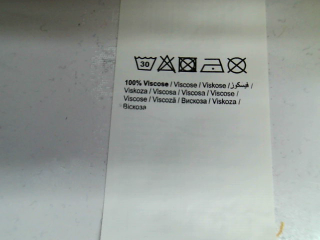 30
100% Viscose / Viscose / Viskose / فيسكوز /
Viskoza / Viscosa / Viscosa / Viscose /
Viscose / Viscoză / Вискоза / Viskoza /
Віскоза